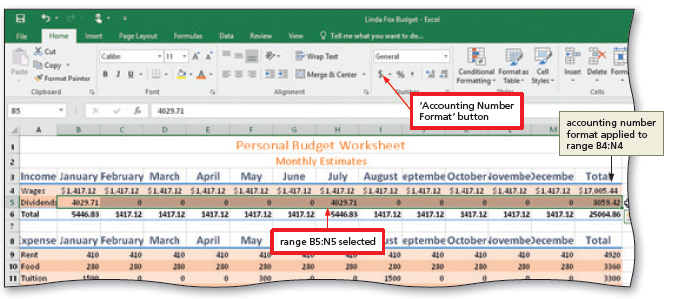 Linda Fox Budget - Excel
File Home Insert Page Layout Formulas Data Review View Tell me what you want to do...
Cut Calibri 11 A A Wrap Text General
Paste Copy Format Painter B I U A Merge & Center $ % , Conditional Formatting Format as Table Cell Styles Insert Delete Form
Clipboard Font Alignment Number Styles Cells
'Accounting Number Format' button
accounting number format applied to range B4:N4
B5 fx 4029.71
A B C D E F G H I J K L M N
1 Personal Budget Worksheet
2 Monthly Estimates
3 Income January February March April May June July August eptembe October Novembe Decembe Total
4 Wages $1,417.12 $1,417.12 $1,417.12 $1,417.12 $1,417.12 $1,417.12 $1,417.12 $1,417.12 $1,417.12 $1,417.12 $1,417.12 $1,417.12 $17,005.44
5 Dividends 4029.71 0 0 0 0 0 4029.71 0 0 0 0 0 8059.42
6 Total 5446.83 1417.12 1417.12 1417.12 1417.12 1417.12 5446.83 1417.12 1417.12 1417.12 1417.12 1417.12 25064.86
7
range B5:N5 selected
8 xpense January February March April May ust eptembe October Novembe Decembe Total
9 Rent 410 410 410 410 410 410 410 410 410 410 410 410 4920
10 Food 280 280 280 280 280 280 280 280 280 280 280 280 3360
11 Tuition 1500 0 0 0 300 0 0 1500 0 0 0 0 3300